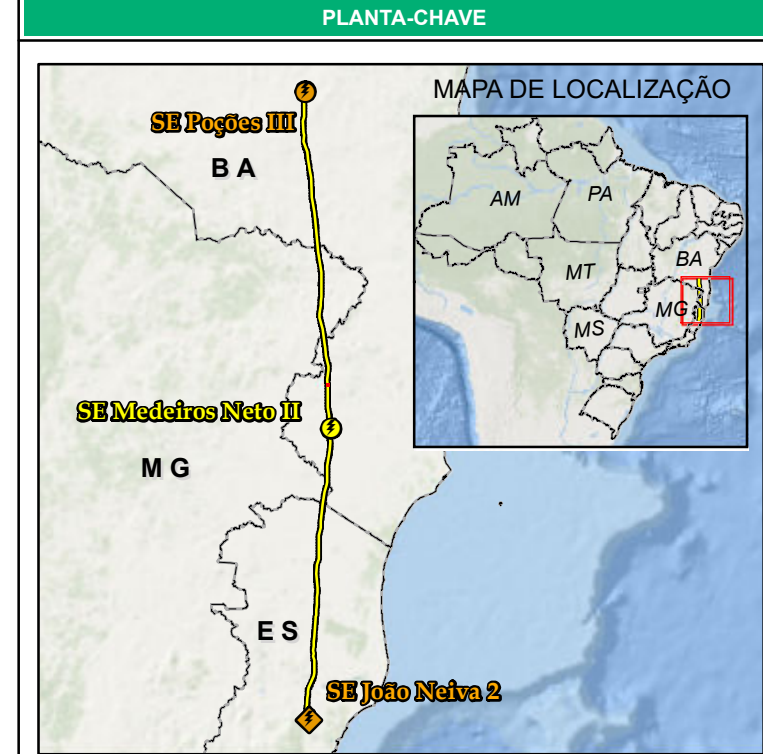 PLANTA-CHAVE
MAPA DE LOCALIZAÇÃO
SE Poções III
B A
AM
PA
BA
MT
MG
MS
SE Medeiros Neto II
M G
E S
SE João Neiva 2